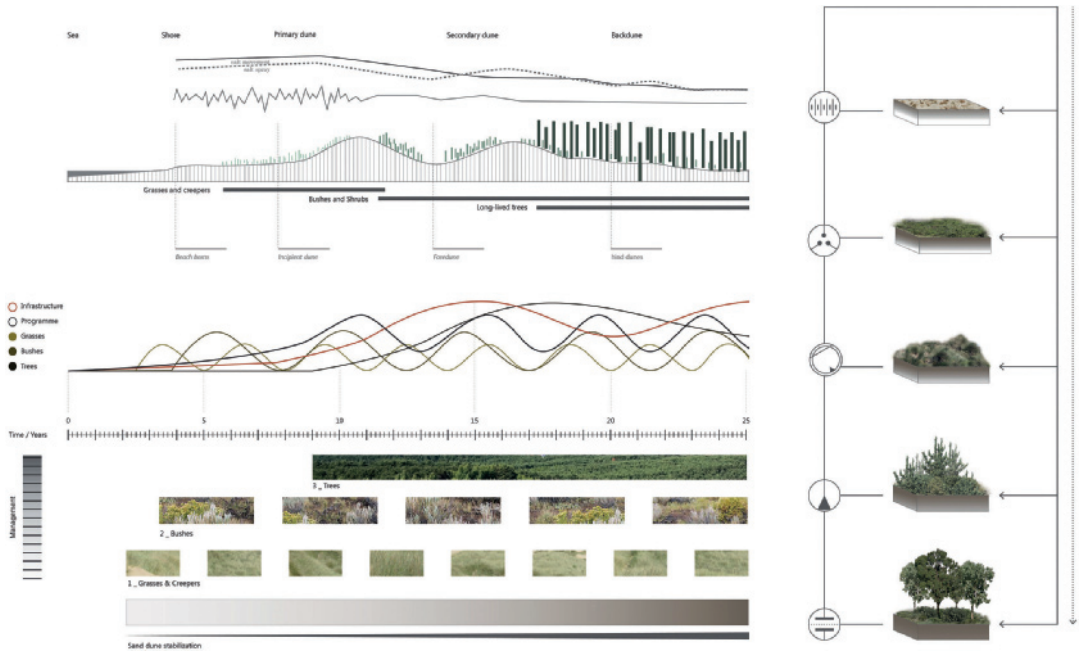 Sea
Shore
Primary dune
Secondary dune
Backdune
salt spray
Grasses and creepers
Bushes and Shrubs
Long-lived trees
Beach berm
Incipient dune
Foredune
Infrastructure
Programme
Grasses
Bushes
Trees
0
5
10
15
20
25
Time / Years
Management
3 _ Trees
2 _ Bushes
1 _ Grasses & Creepers
Sand dune stabilization